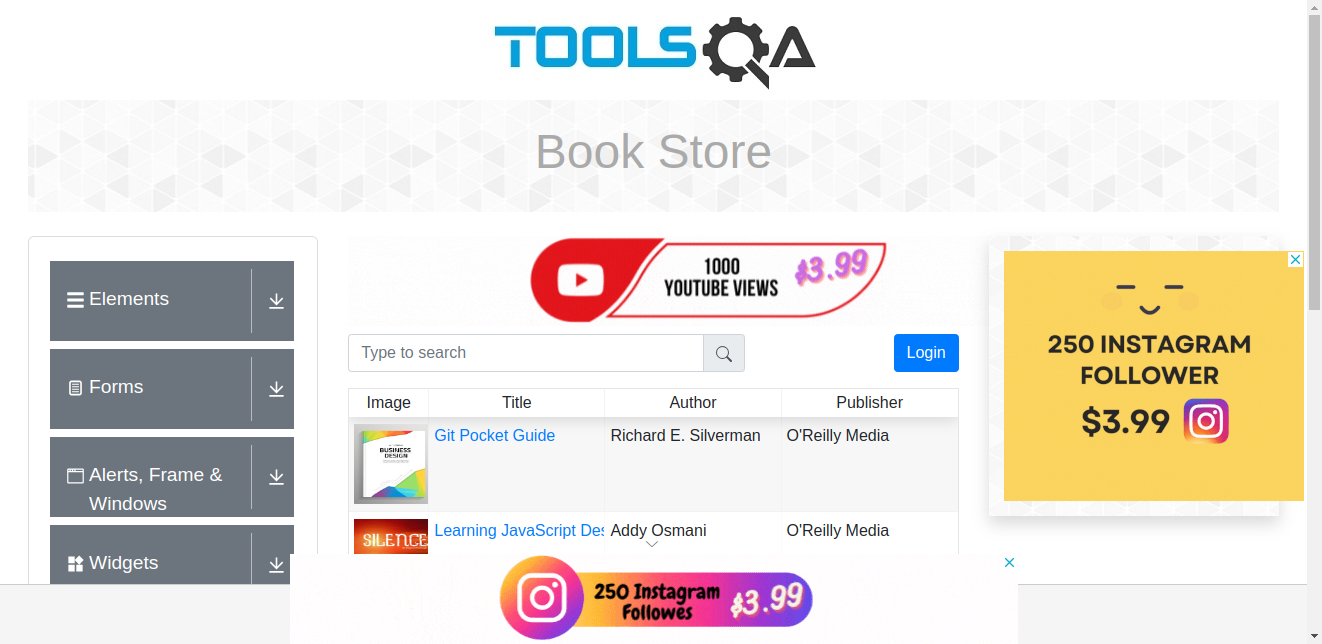 TOOLSQA
Book Store
Elements
Forms
Alerts, Frame &
Windows
Widgets
1000
YOUTUBE VIEWS
$3.99
Type to search
Login
Image Title Author Publisher
BUSINESS
DESIGN
Git Pocket Guide Richard E. Silverman O'Reilly Media
SILENCE
Learning JavaScript Des Addy Osmani O'Reilly Media
250 INSTAGRAM
FOLLOWER
$3.99
250 Instagram
Followes
$3.99